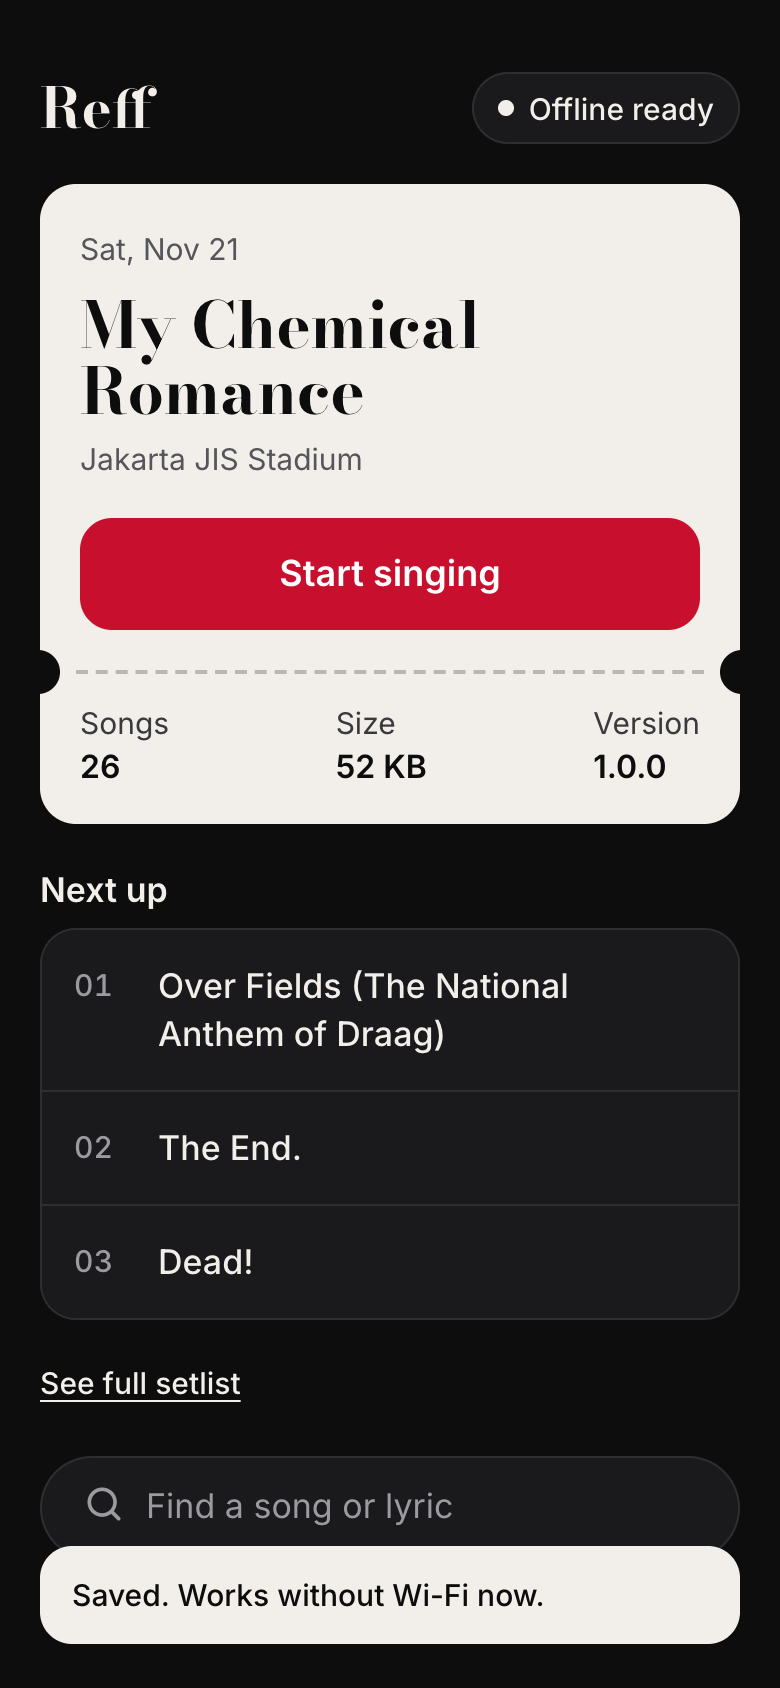 Reff
Offline ready
Sat, Nov 21
My Chemical
Romance
Jakarta JIS Stadium
Start singing
Songs
26
Size
52 KB
Version
1.0.0
Next up
01 Over Fields (The National
Anthem of Draag)
02 The End.
03 Dead!
See full setlist
Find a song or lyric
Saved. Works without Wi-Fi now.